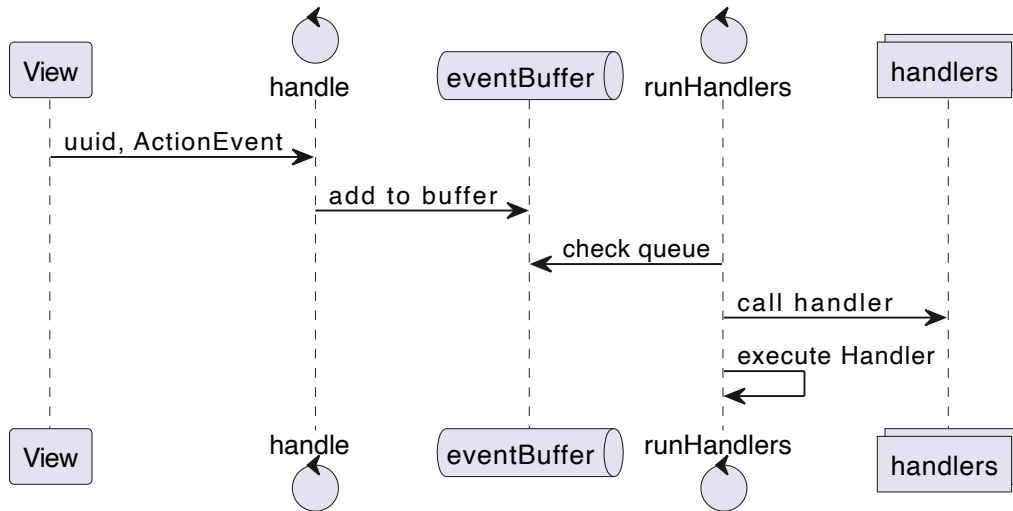 View
handle
eventBuffer
runHandlers
handlers
uuid, ActionEvent
add to buffer
check queue
call handler
execute Handler
View
handle
eventBuffer
runHandlers
handlers